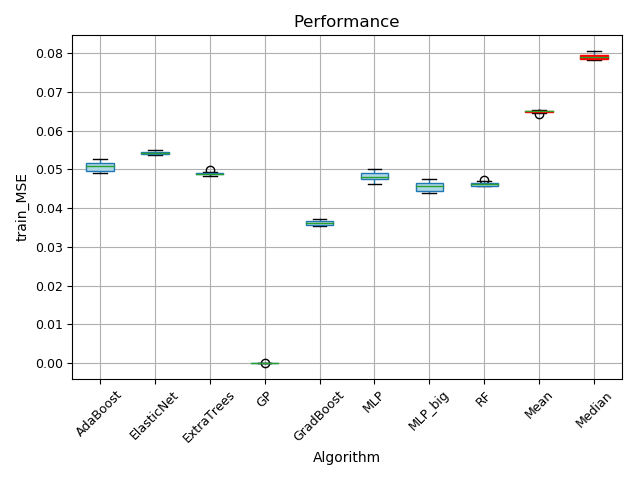 Performance
train_MSE
0.08
0.07
0.06
0.05
0.04
0.03
0.02
0.01
0.00
AdaBoost
ElasticNet
ExtraTrees
GP
GradBoost
MLP
MLP_big
RF
Mean
Median
Algorithm